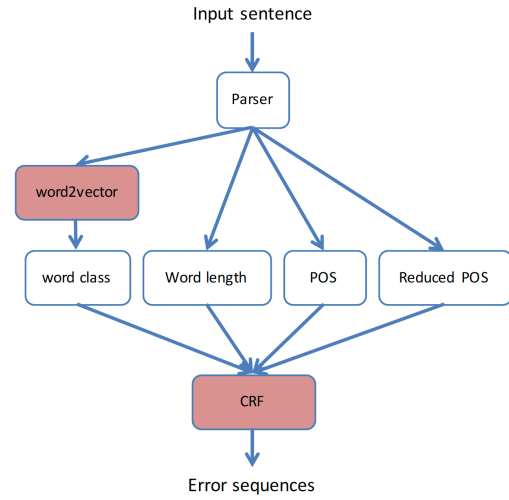 Input sentence
Parser
word2vector
word class
Word length
POS
Reduced POS
CRF
Error sequences